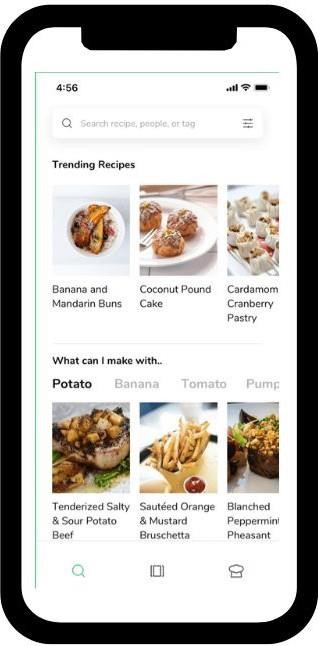 4:56
Search recipe, people, or tag
Trending Recipes
Banana and
Mandarin Buns
Coconut Pound
Cake
Cardamom
Cranberry
Pastry
What can I make with..
Potato Banana Tomato Pump
Tenderized Salty
& Sour Potato
Beef
Sautéed Orange
& Mustard
Bruschetta
Blanched
Peppermint
Pheasant